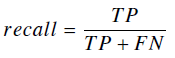 recall = TP / TP + FN